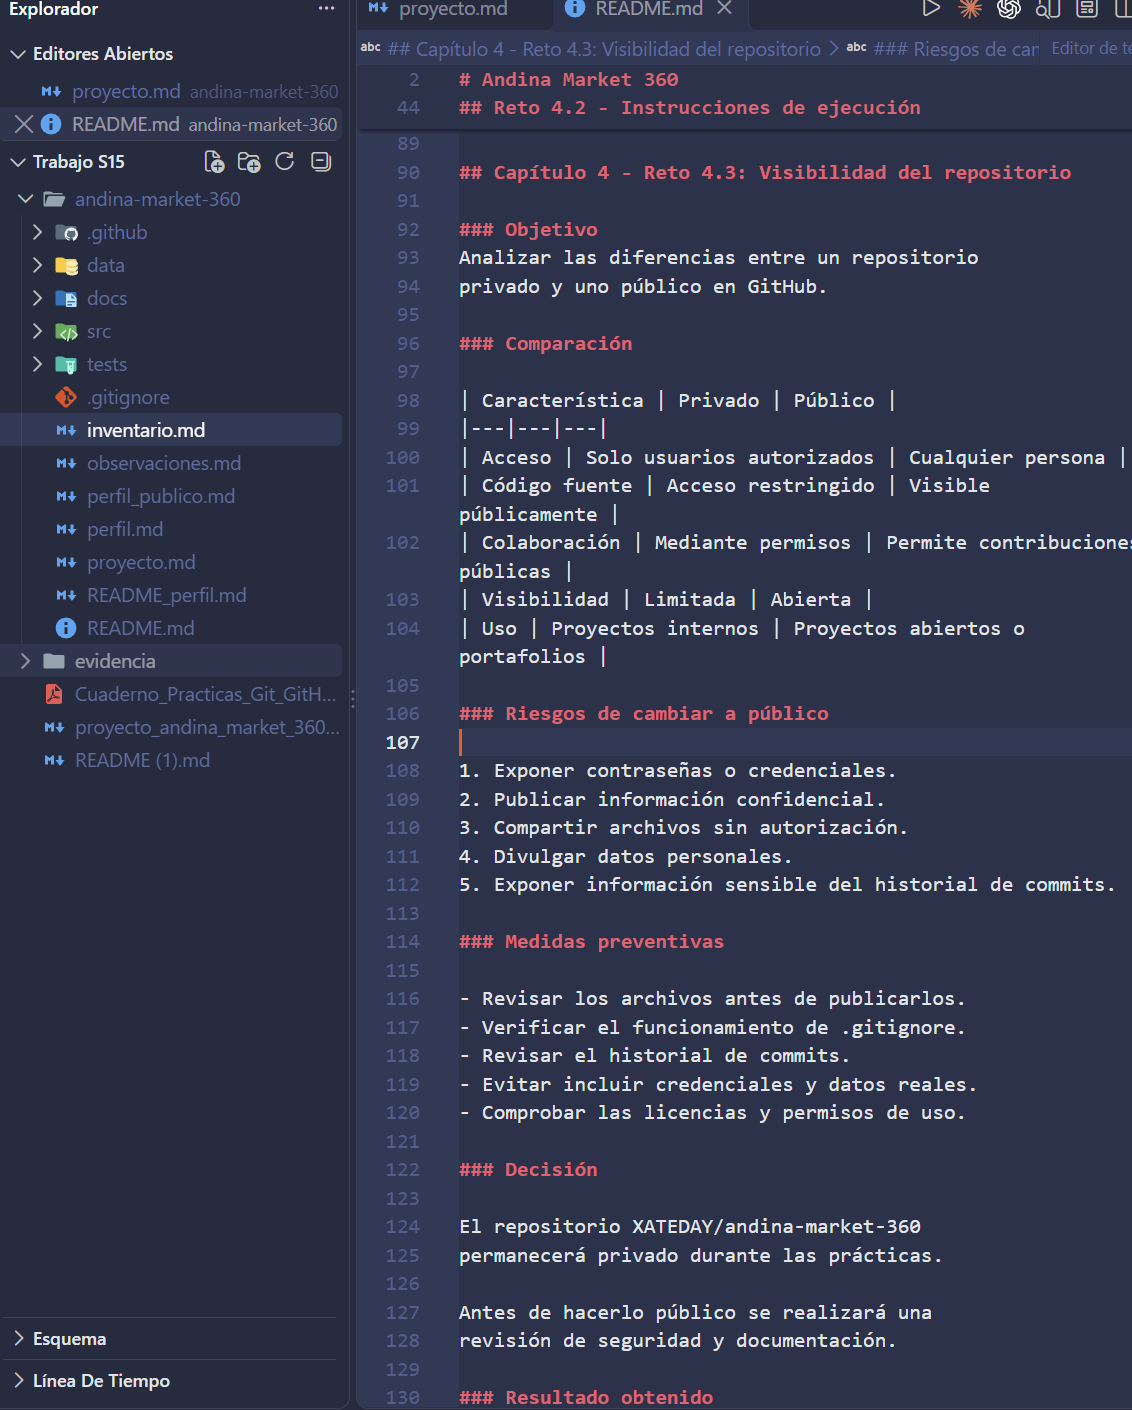 Explorador
Editores Abiertos
proyecto.md andina-market-360
README.md andina-market-360
Trabajo S15
andina-market-360
.github
data
docs
src
tests
.gitignore
inventario.md
observaciones.md
perfil_publico.md
perfil.md
proyecto.md
README_perfil.md
README.md
evidencia
Cuaderno_Practicas_Git_GitH...
proyecto_andina_market_360...
README (1).md
Esquema
Línea De Tiempo
proyecto.md
README.md
abc ## Capítulo 4 - Reto 4.3: Visibilidad del repositorio > abc ### Riesgos de car Editor de te
2 # Andina Market 360
44 ## Reto 4.2 - Instrucciones de ejecución
89
90 ## Capítulo 4 - Reto 4.3: Visibilidad del repositorio
91
92 ### Objetivo
93 Analizar las diferencias entre un repositorio
94 privado y uno público en GitHub.
95
96 ### Comparación
97
98 | Característica | Privado | Público |
99 |---|---|---|
100 | Acceso | Solo usuarios autorizados | Cualquier persona |
101 | Código fuente | Acceso restringido | Visible
públicamente |
102 | Colaboración | Mediante permisos | Permite contribuciones
públicas |
103 | Visibilidad | Limitada | Abierta |
104 | Uso | Proyectos internos | Proyectos abiertos o
portafolios |
105
106 ### Riesgos de cambiar a público
107
108 1. Exponer contraseñas o credenciales.
109 2. Publicar información confidencial.
110 3. Compartir archivos sin autorización.
111 4. Divulgar datos personales.
112 5. Exponer información sensible del historial de commits.
113
114 ### Medidas preventivas
115
116 - Revisar los archivos antes de publicarlos.
117 - Verificar el funcionamiento de .gitignore.
118 - Revisar el historial de commits.
119 - Evitar incluir credenciales y datos reales.
120 - Comprobar las licencias y permisos de uso.
121
122 ### Decisión
123
124 El repositorio XATEDAY/andina-market-360
125 permanecerá privado durante las prácticas.
126
127 Antes de hacerlo público se realizará una
128 revisión de seguridad y documentación.
129
130 ### Resultado obtenido